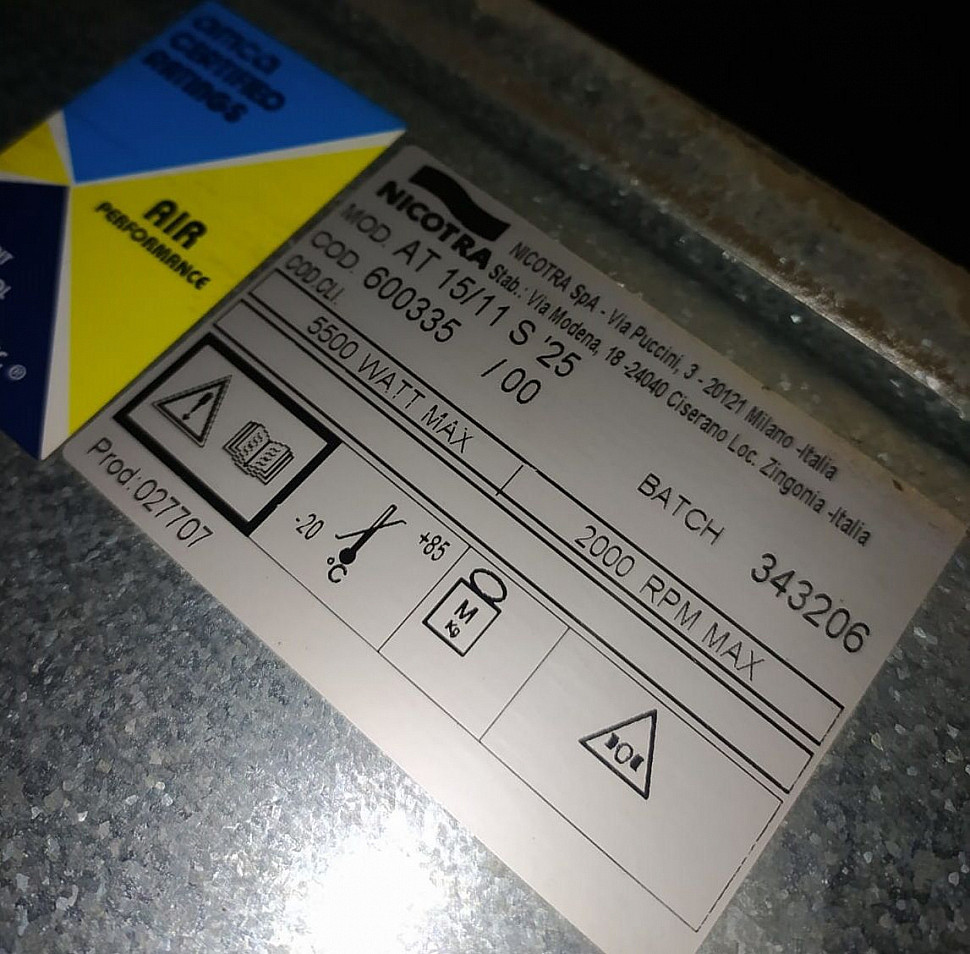 amca
CERTIFIED
RATINGS
AIR
PERFORMANCE
®
NICOTRA
NICOTRA SpA - Via Puccini, 3 - 20121 Milano -Italia
Stab.: Via Modena, 18 -24040 Ciserano Loc. Zingonia -Italia
MOD. AT 15/11 S '25
COD. 600335 /00
COD.CLI. BATCH 343206
5500 WATT MAX 2000 RPM MAX
-20 +85
°C
M
Kg
Prod: 027707